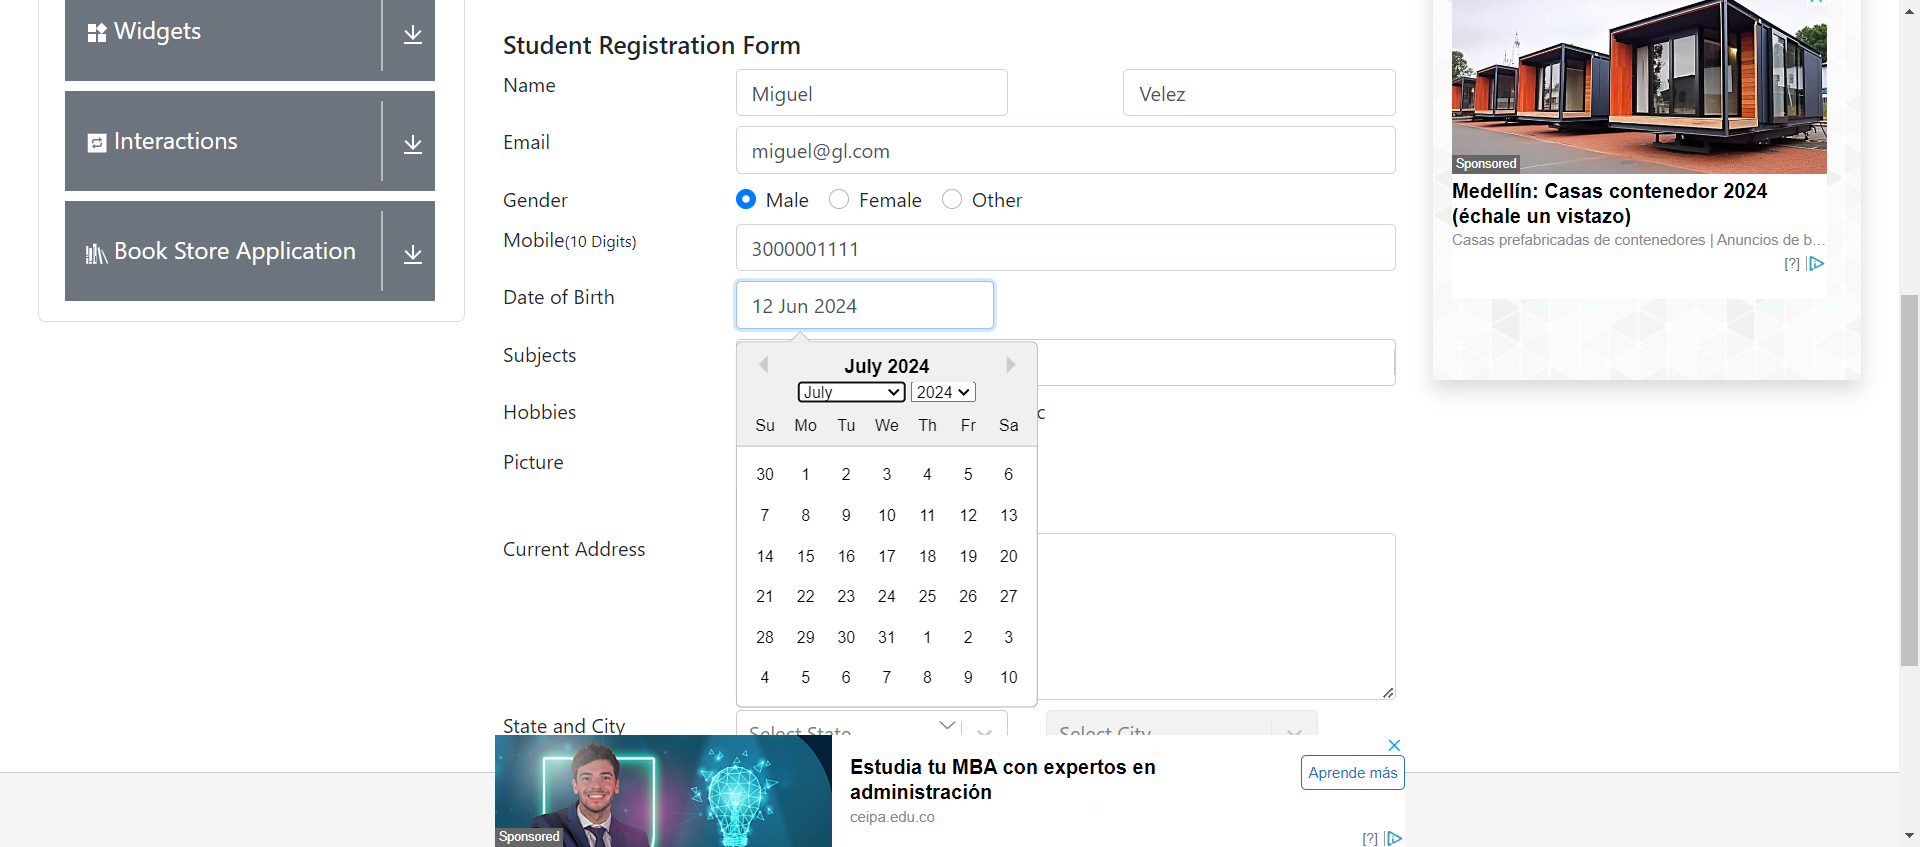 Widgets
Interactions
Book Store Application
Student Registration Form
Name
Miguel
Velez
Email
miguel@gl.com
Gender
Male
Female
Other
Mobile(10 Digits)
3000001111
Date of Birth
12 Jun 2024
July 2024
July
2024
Su Mo Tu We Th Fr Sa
30 1 2 3 4 5 6
7 8 9 10 11 12 13
14 15 16 17 18 19 20
21 22 23 24 25 26 27
28 29 30 31 1 2 3
4 5 6 7 8 9 10
Subjects
Hobbies
c
Picture
Current Address
State and City
Select State
Select City
Sponsored
Medellín: Casas contenedor 2024
(échale un vistazo)
Casas prefabricadas de contenedores | Anuncios de b...
[?]
Sponsored
Estudia tu MBA con expertos en
administración
ceipa.edu.co
Aprende más
[?]